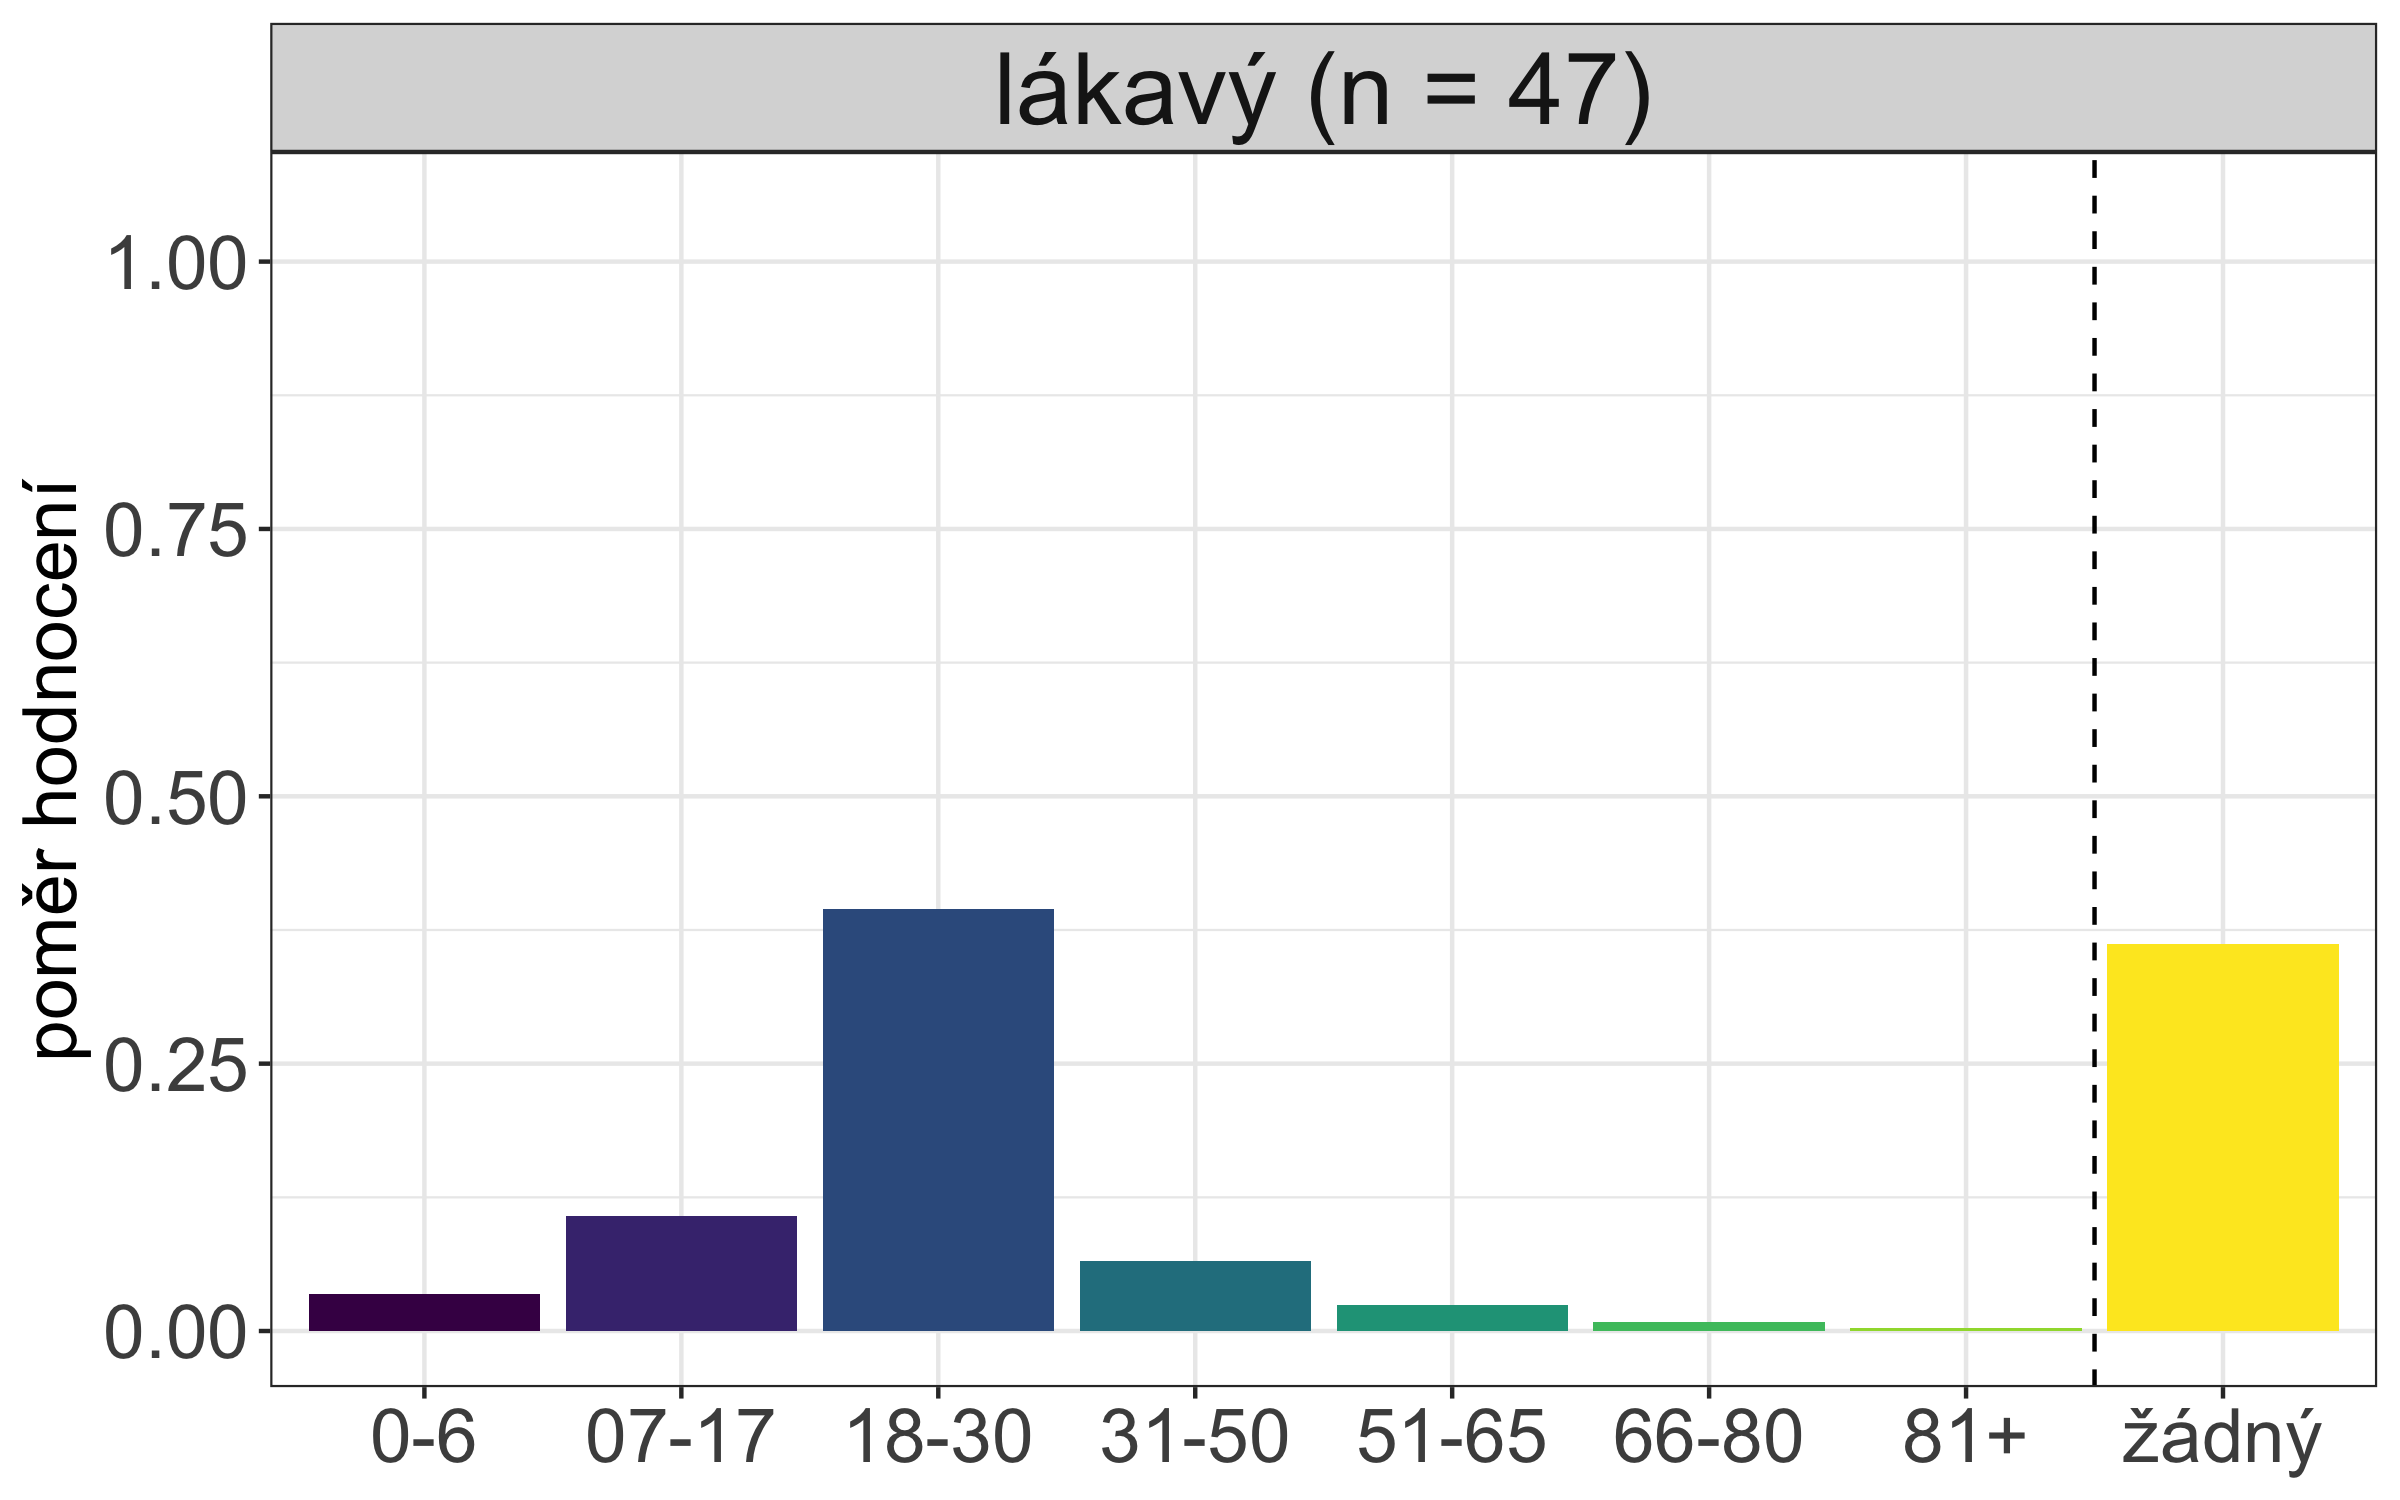 lákavý (n = 47)
poměr hodnocení
1.00
0.75
0.50
0.25
0.00
0-6 07-17 18-30 31-50 51-65 66-80 81+ žádný